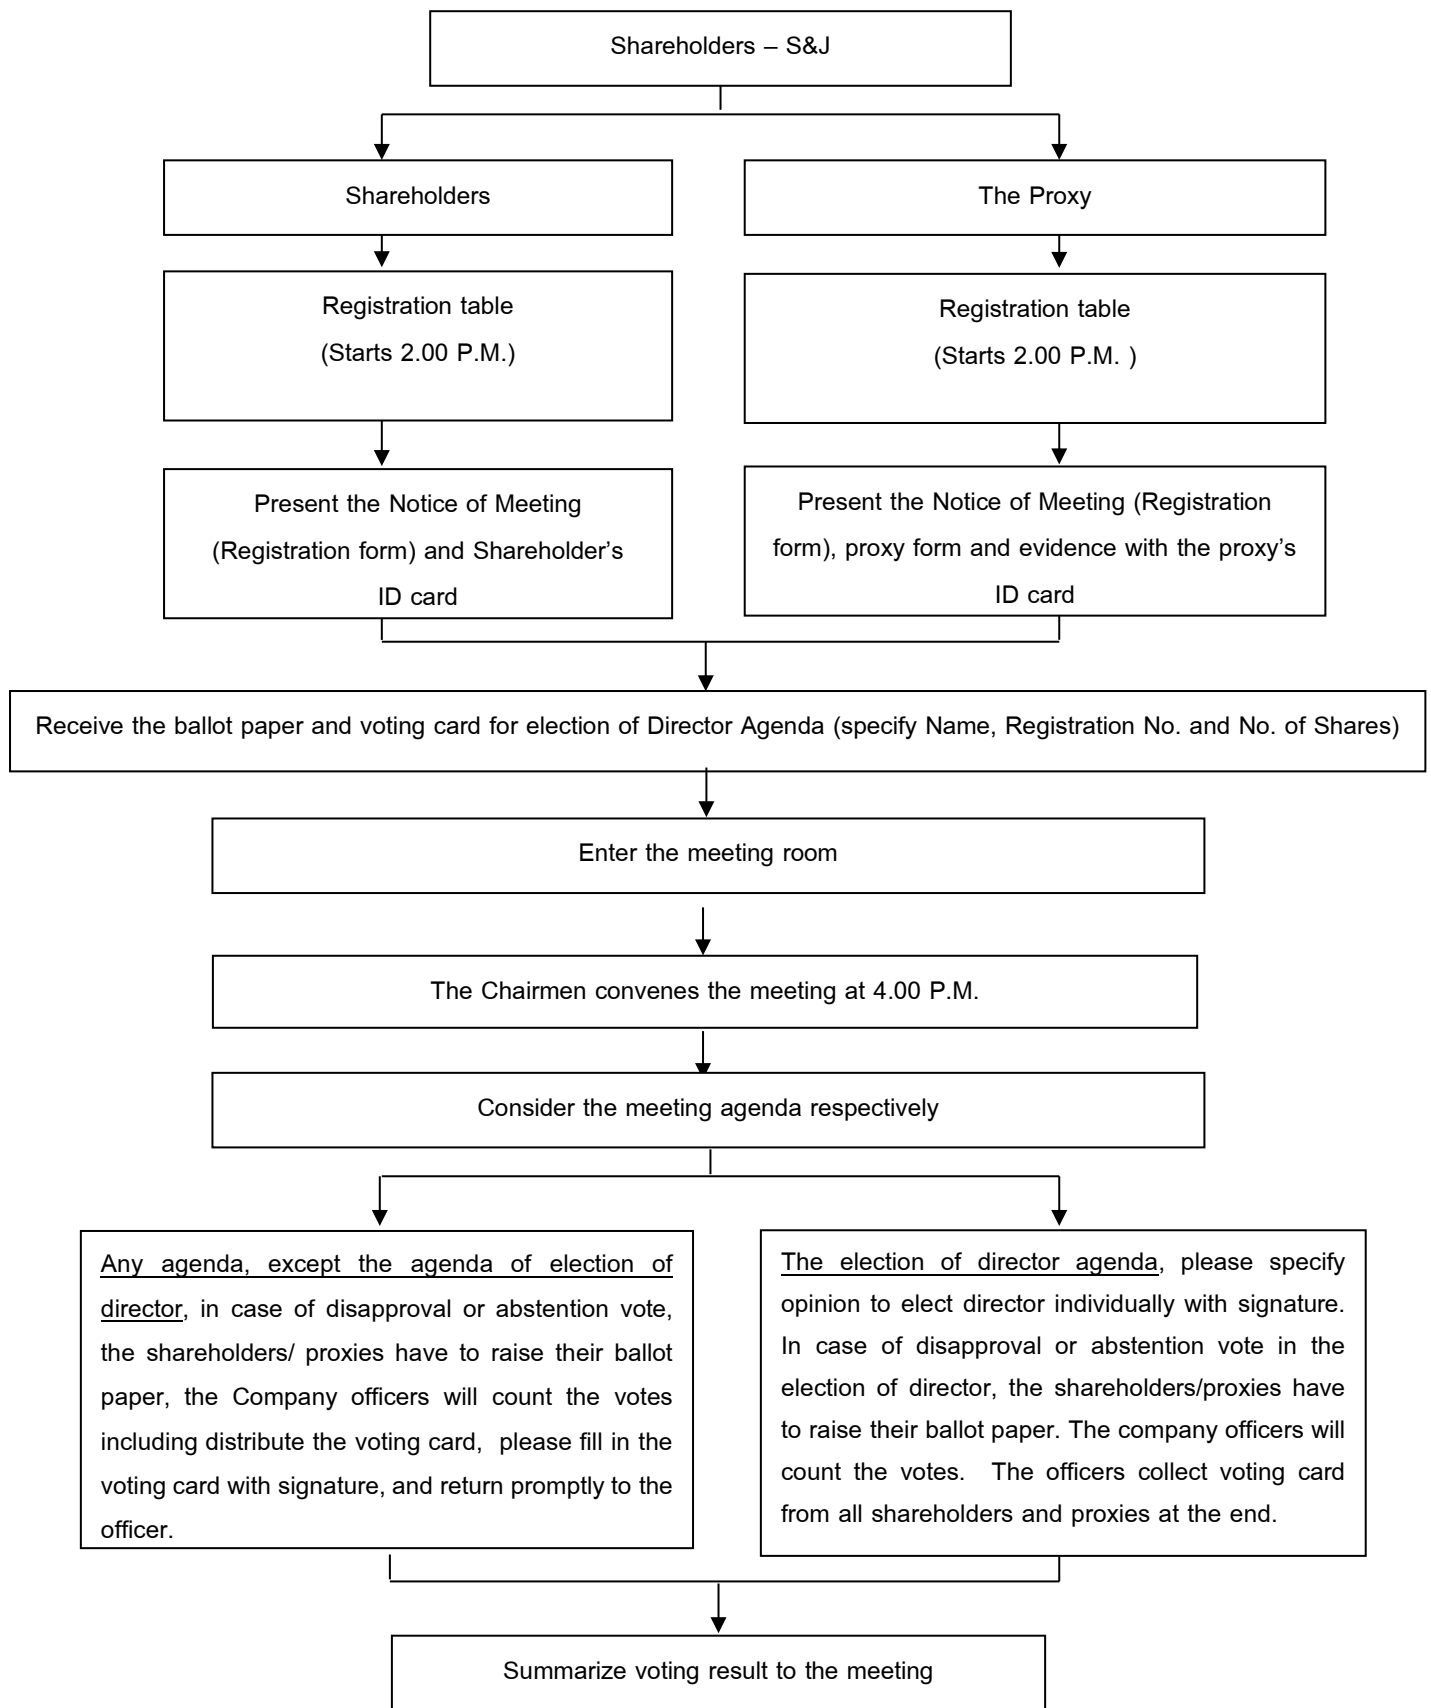 Shareholders – S&J
Shareholders
The Proxy
Registration table
(Starts 2.00 P.M.)
Registration table
(Starts 2.00 P.M. )
Present the Notice of Meeting
(Registration form) and Shareholder’s
ID card
Present the Notice of Meeting (Registration
form), proxy form and evidence with the proxy’s
ID card
Receive the ballot paper and voting card for election of Director Agenda (specify Name, Registration No. and No. of Shares)
Enter the meeting room
The Chairmen convenes the meeting at 4.00 P.M.
Consider the meeting agenda respectively
Any agenda, except the agenda of election of
director, in case of disapproval or abstention vote,
the shareholders/ proxies have to raise their ballot
paper, the Company officers will count the votes
including distribute the voting card, please fill in the
voting card with signature, and return promptly to the
officer.
The election of director agenda, please specify
opinion to elect director individually with signature.
In case of disapproval or abstention vote in the
election of director, the shareholders/proxies have
to raise their ballot paper. The company officers will
count the votes. The officers collect voting card
from all shareholders and proxies at the end.
Summarize voting result to the meeting